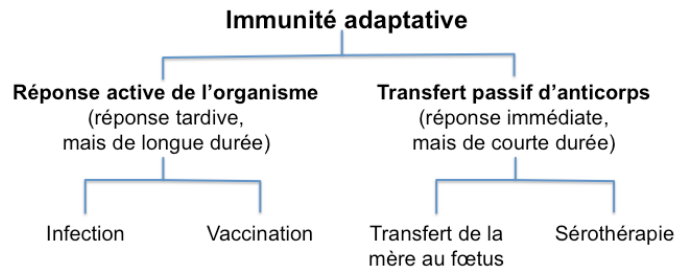 Immunité adaptative
Réponse active de l'organisme
(réponse tardive,
mais de longue durée)
Transfert passif d'anticorps
(réponse immédiate,
mais de courte durée)
Infection
Vaccination
Transfert de la
mère au fœtus
Sérothérapie